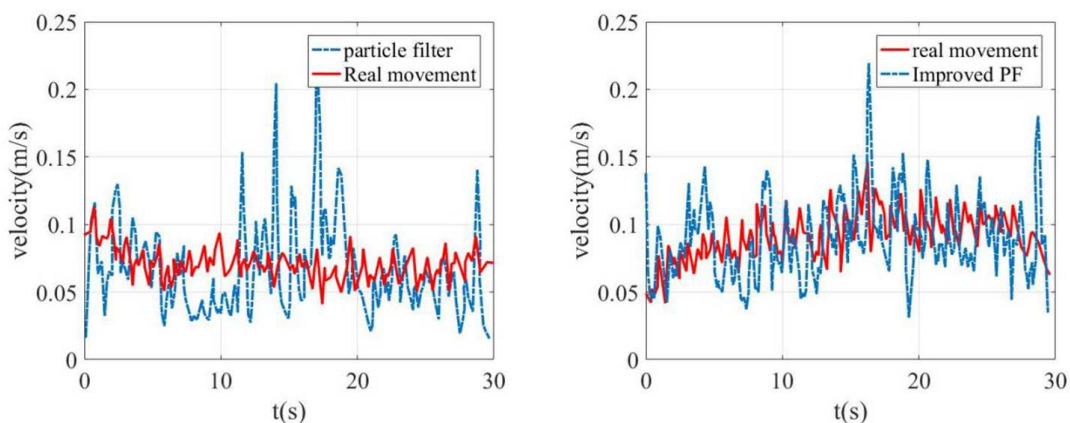 0.25
0.2
0.15
0.1
0.05
0
velocity(m/s)
particle filter
Real movement
0 10 20 30
t(s)
0.25
0.2
0.15
0.1
0.05
0
velocity(m/s)
real movement
Improved PF
0 10 20 30
t(s)